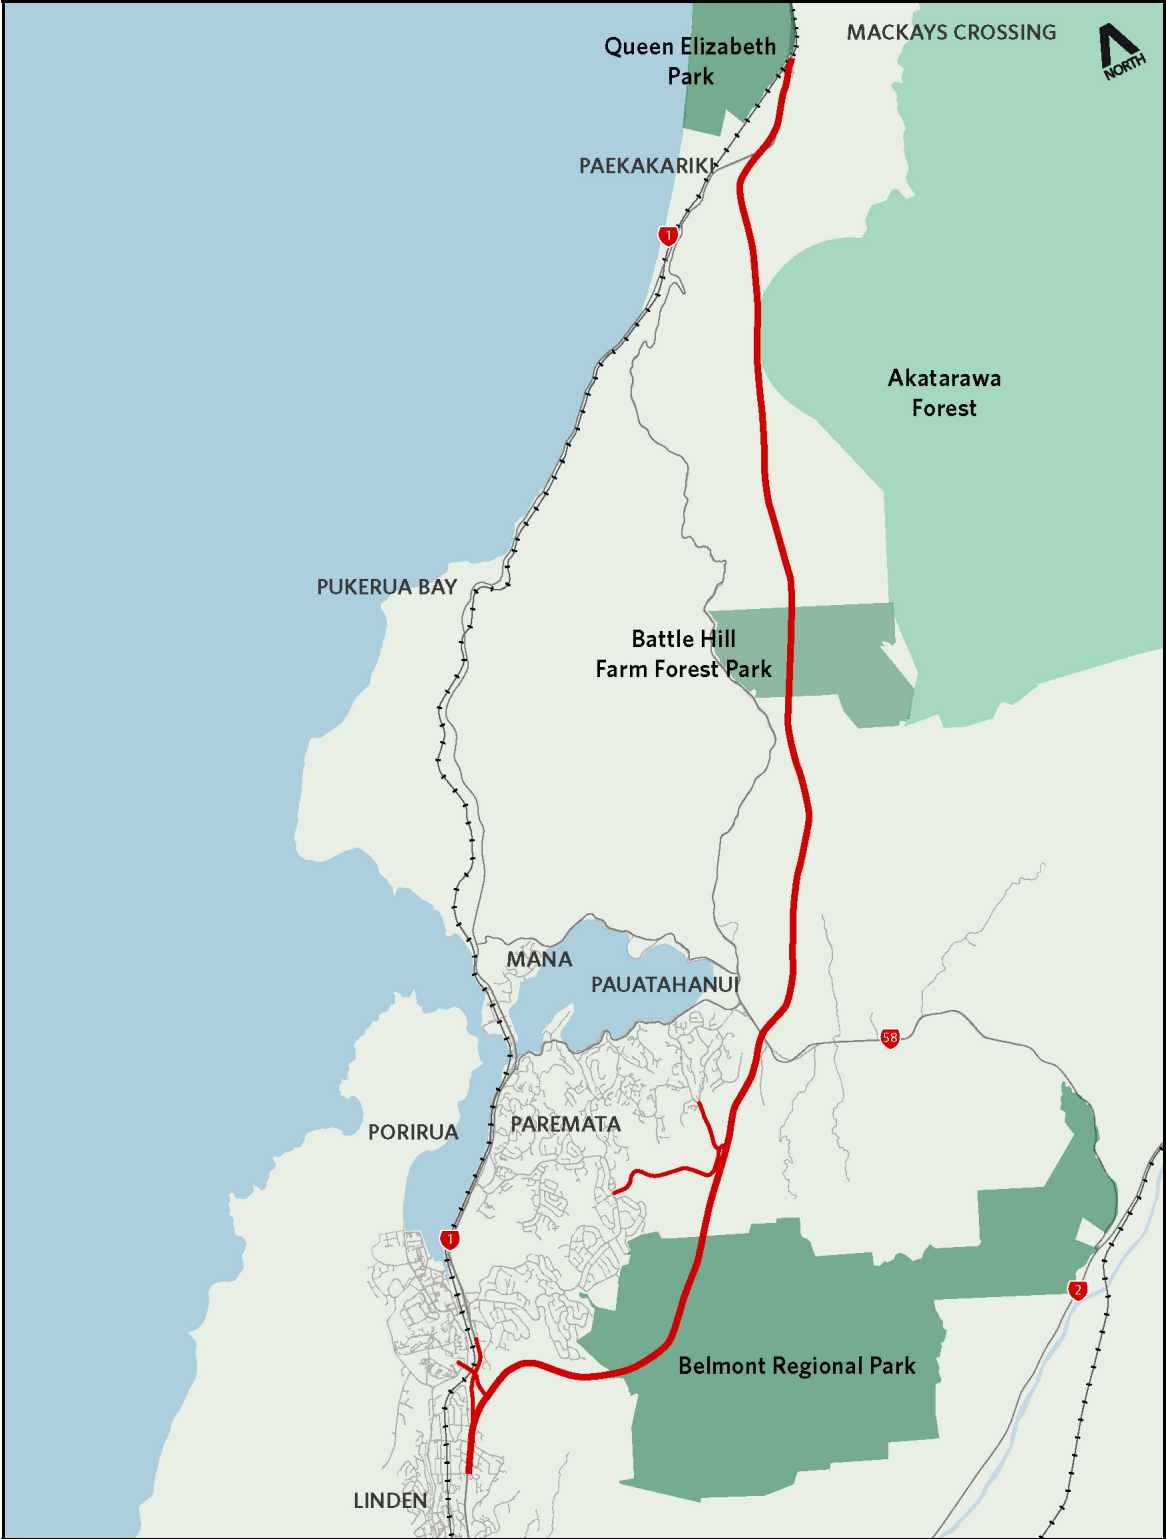 MACKAYS CROSSING
NORTH
Queen Elizabeth
Park
PAEKAKARIKI
1
Akatarawa
Forest
PUKERUA BAY
Battle Hill
Farm Forest Park
MANA
PAUATAHANUI
58
PORIRUA
PAREMATA
1
2
Belmont Regional Park
LINDEN